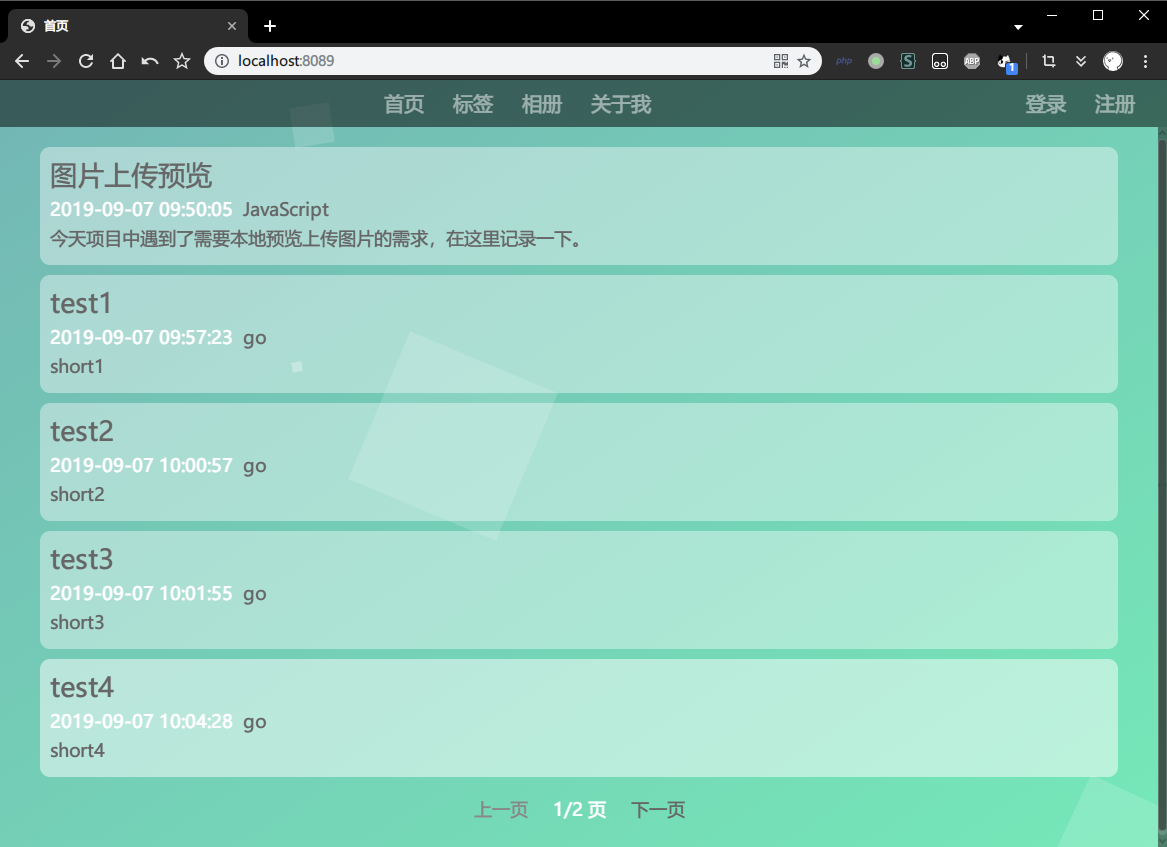 首页
localhost:8089
php
S
ABP
1
首页 标签 相册 关于我 登录 注册
图片上传预览
2019-09-07 09:50:05 JavaScript
今天项目中遇到了需要本地预览上传图片的需求，在这里记录一下。
test1
2019-09-07 09:57:23 go
short1
test2
2019-09-07 10:00:57 go
short2
test3
2019-09-07 10:01:55 go
short3
test4
2019-09-07 10:04:28 go
short4
上一页 1/2 页 下一页